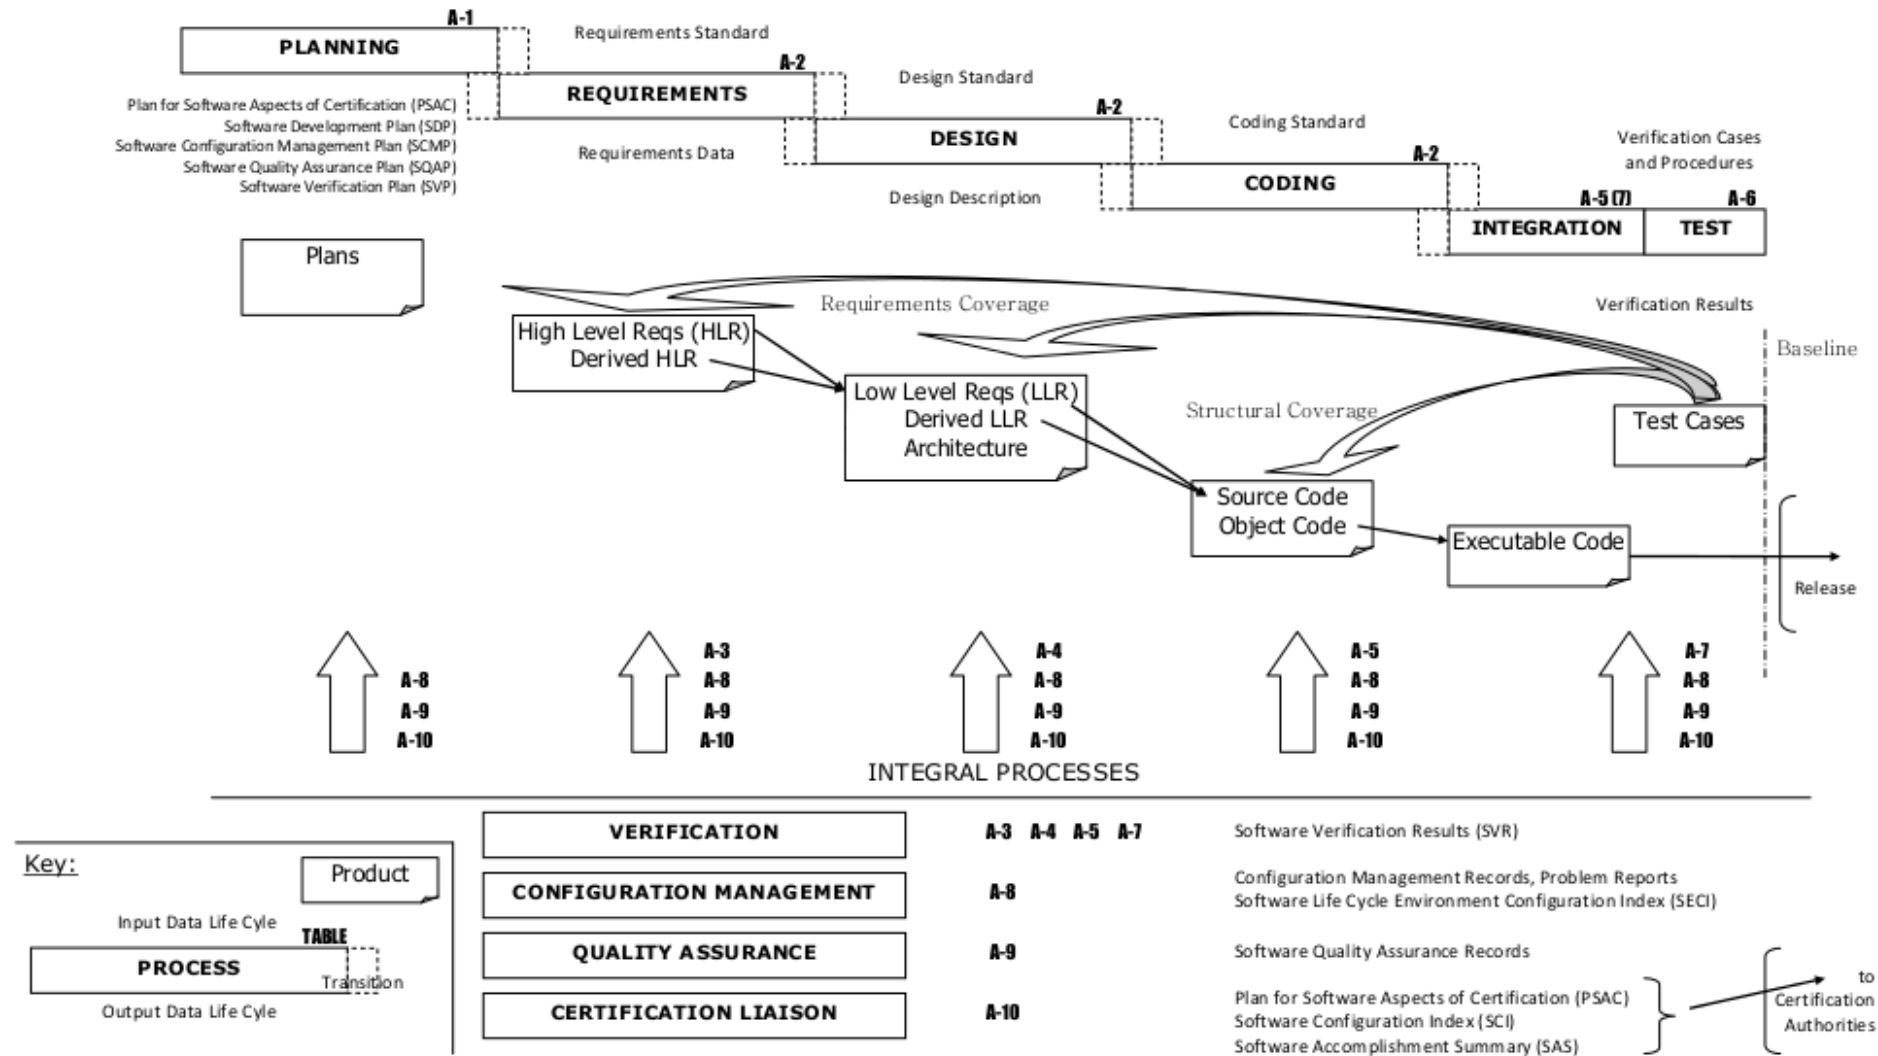 A-1
PLANNING
Requirements Standard
A-2
REQUIREMENTS
Design Standard
A-2
DESIGN
Coding Standard
A-2
CODING
Verification Cases
and Procedures
A-5 (7)
A-6
INTEGRATION
TEST
Plan for Software Aspects of Certification (PSAC)
Software Development Plan (SDP)
Software Configuration Management Plan (SCMP)
Software Quality Assurance Plan (SQAP)
Software Verification Plan (SVP)
Requirements Data
Design Description
Plans
Requirements Coverage
Verification Results
Baseline
High Level Reqs (HLR)
Derived HLR
Low Level Reqs (LLR)
Derived LLR
Architecture
Structural Coverage
Test Cases
Source Code
Object Code
Executable Code
Release
A-8
A-9
A-10
A-3
A-8
A-9
A-10
A-4
A-8
A-9
A-10
A-5
A-8
A-9
A-10
A-7
A-8
A-9
A-10
INTEGRAL PROCESSES
VERIFICATION
A-3 A-4 A-5 A-7
Software Verification Results (SVR)
CONFIGURATION MANAGEMENT
A-8
Configuration Management Records, Problem Reports
Software Life Cycle Environment Configuration Index (SECI)
QUALITY ASSURANCE
A-9
Software Quality Assurance Records
CERTIFICATION LIAISON
A-10
Plan for Software Aspects of Certification (PSAC)
Software Configuration Index (SCI)
Software Accomplishment Summary (SAS)
to
Certification
Authorities
Key:
Product
Input Data Life Cyle
TABLE
PROCESS
Transition
Output Data Life Cyle